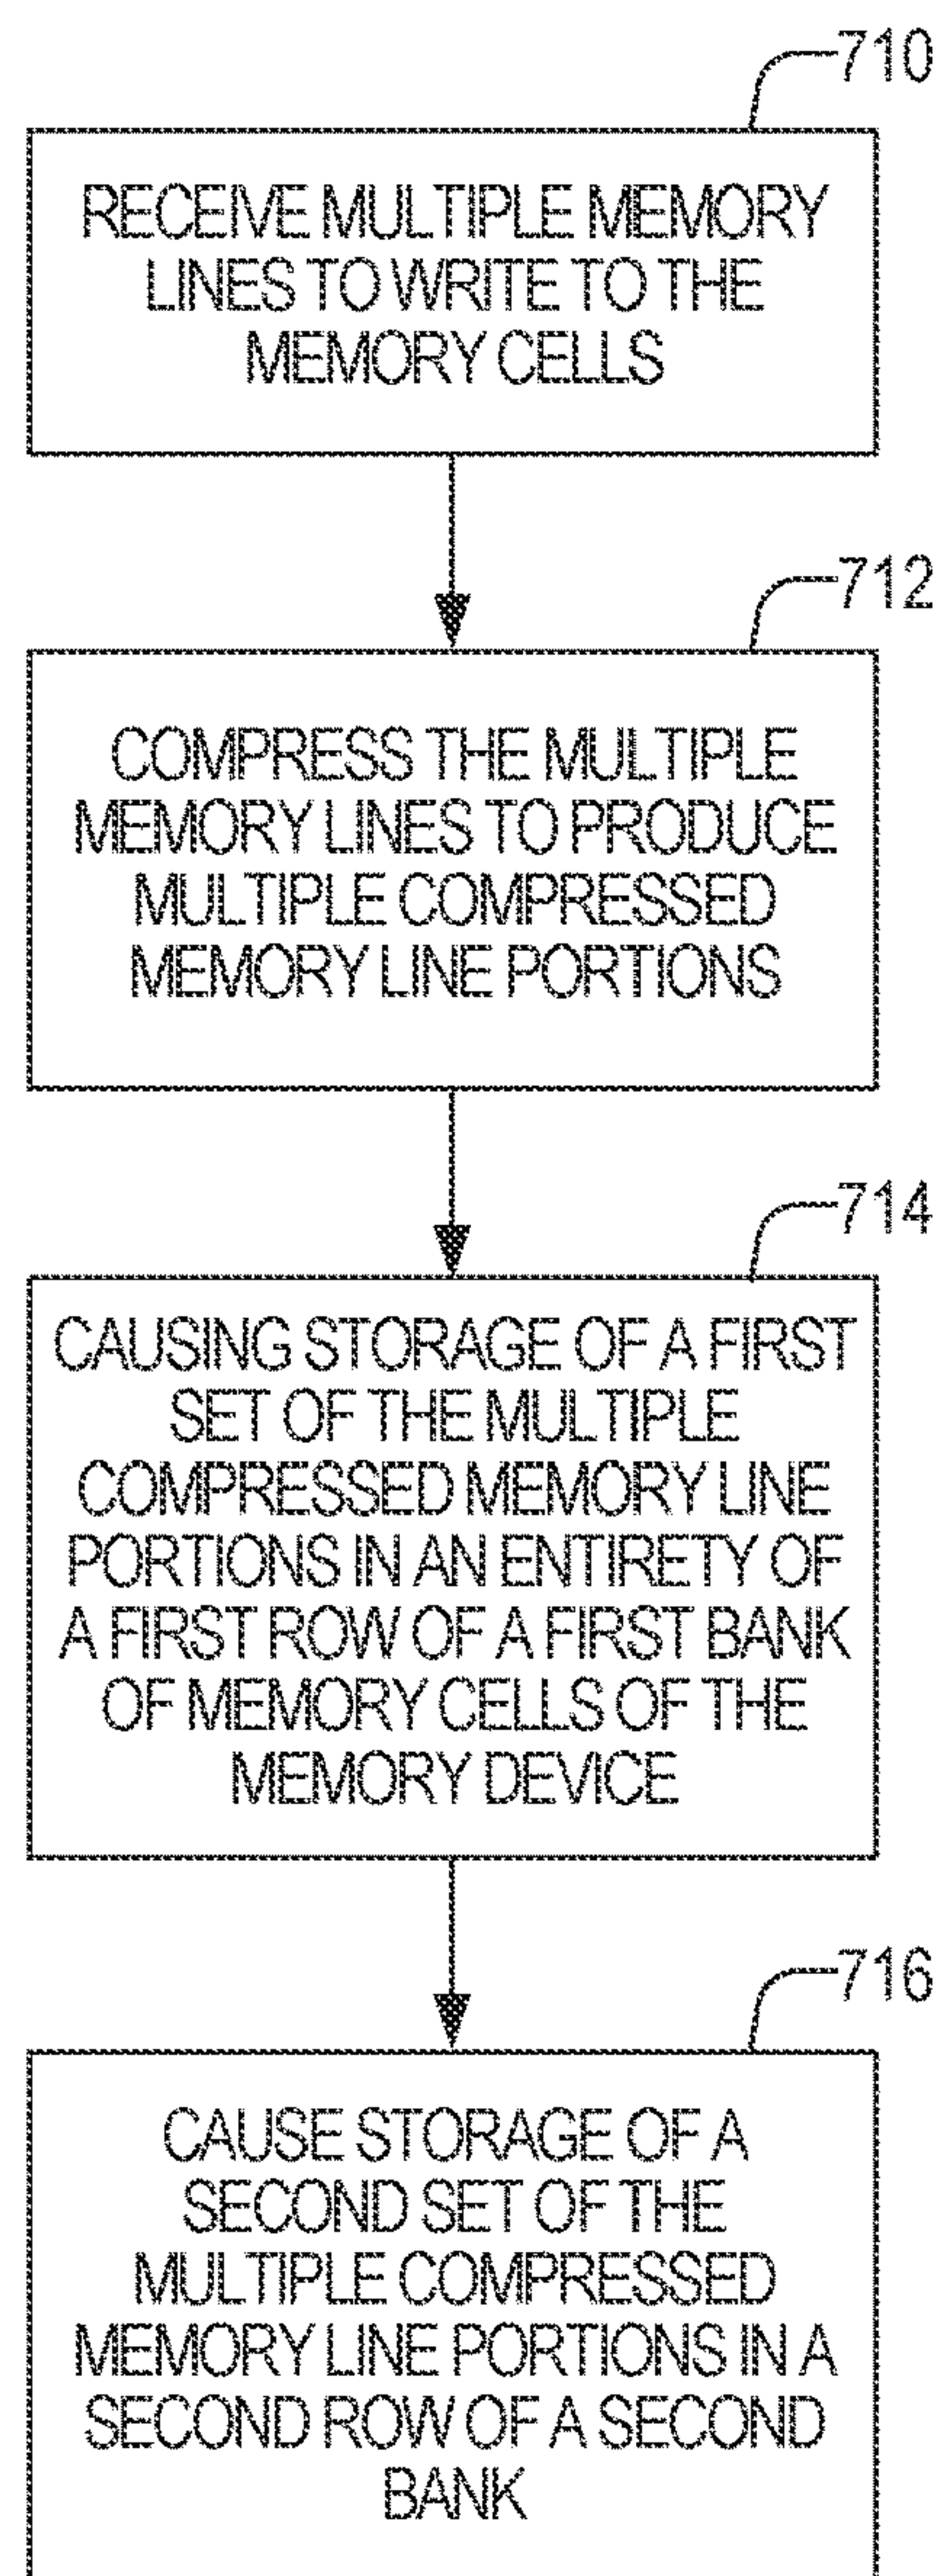 710
RECEIVE MULTIPLE MEMORY
LINES TO WRITE TO THE
MEMORY CELLS
712
COMPRESS THE MULTIPLE
MEMORY LINES TO PRODUCE
MULTIPLE COMPRESSED
MEMORY LINE PORTIONS
714
CAUSING STORAGE OF A FIRST
SET OF THE MULTIPLE
COMPRESSED MEMORY LINE
PORTIONS IN AN ENTIRETY OF
A FIRST ROW OF A FIRST BANK
OF MEMORY CELLS OF THE
MEMORY DEVICE
716
CAUSE STORAGE OF A
SECOND SET OF THE
MULTIPLE COMPRESSED
MEMORY LINE PORTIONS IN A
SECOND ROW OF A SECOND
BANK